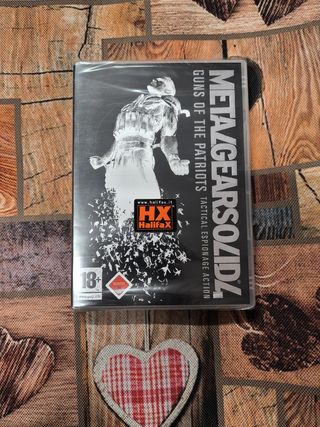 METAL GEAR SOLID 4
GUNS OF THE PATRIOTS
TACTICAL ESPIONAGE ACTION
www.halifax.it
HX
HalifaX
18+